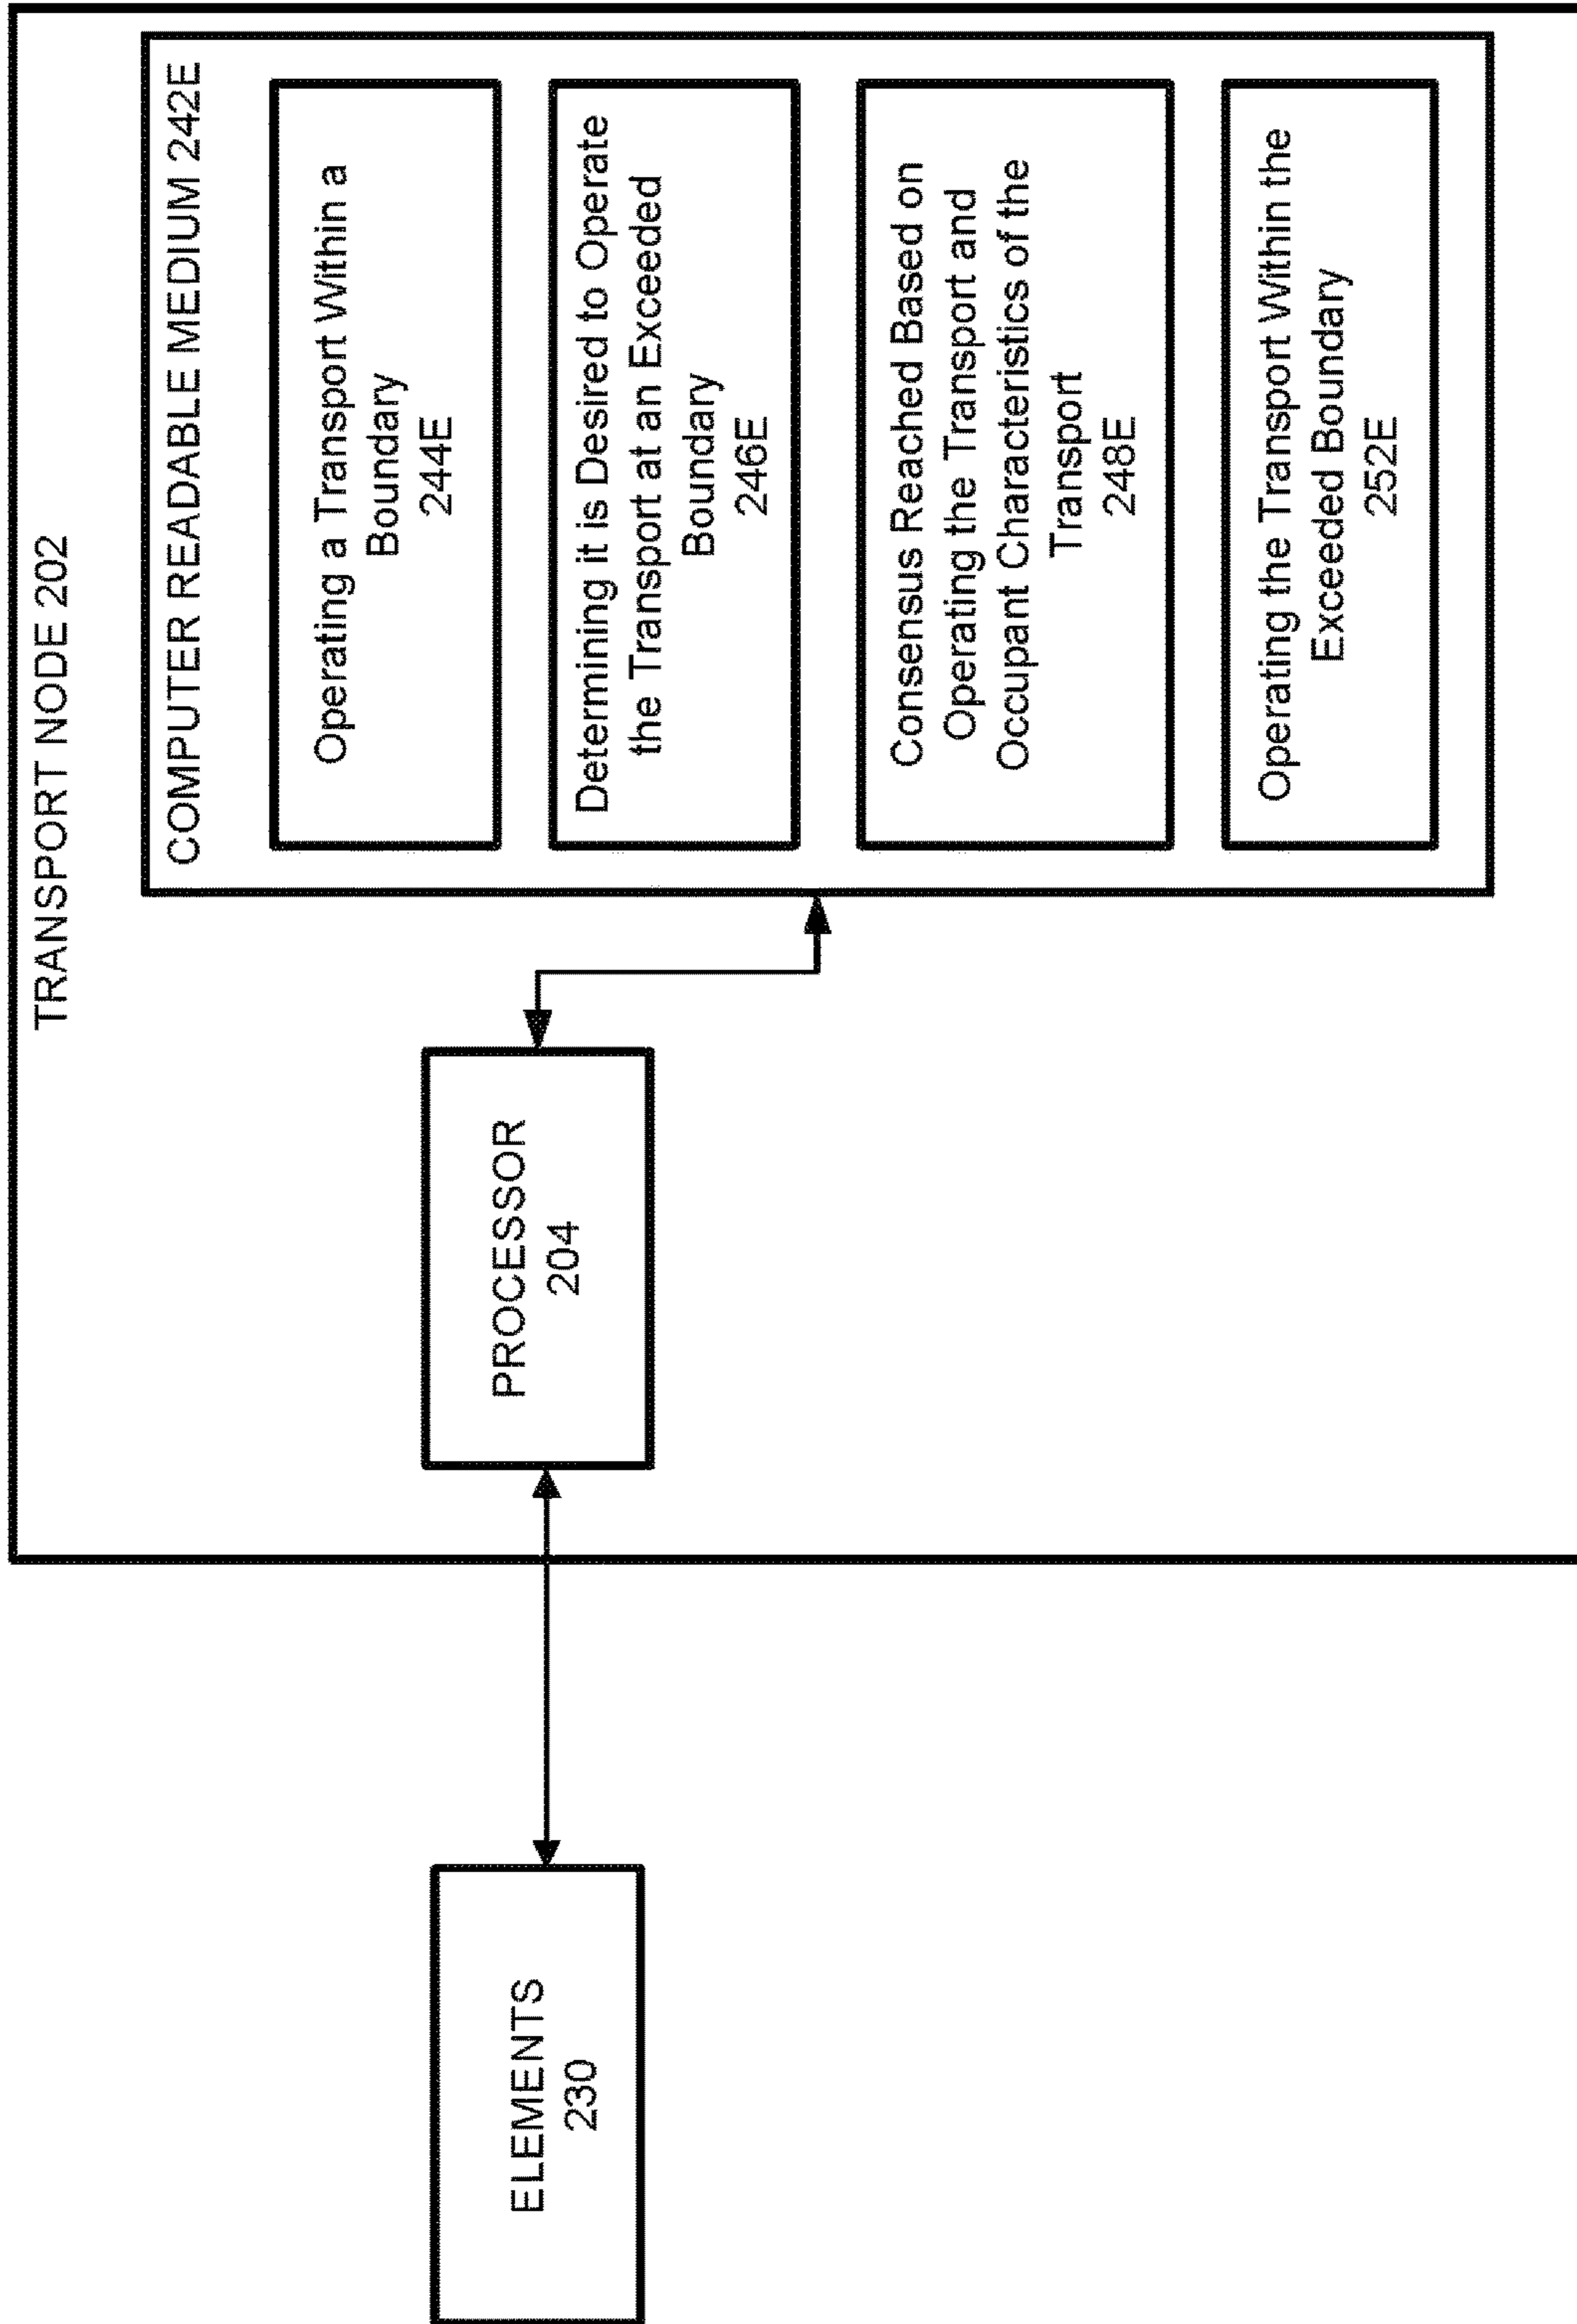 TRANSPORT NODE 202
COMPUTER READABLE MEDIUM 242E
Operating a Transport Within a
Boundary
244E
Determining it is Desired to Operate
the Transport at an Exceeded
Boundary
246E
Consensus Reached Based on
Operating the Transport and
Occupant Characteristics of the
Transport
248E
Operating the Transport Within the
Exceeded Boundary
252E
PROCESSOR
204
ELEMENTS
230